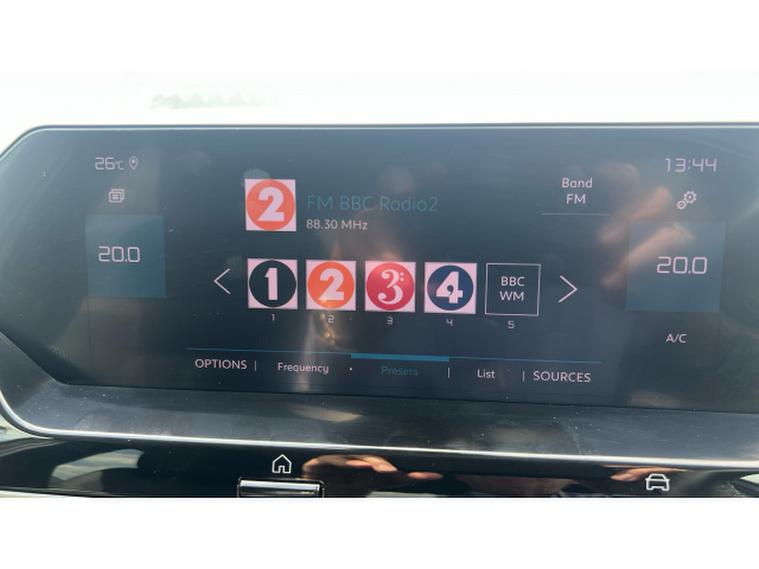 26°C
13:44
2
FM BBC Radio2
88.30 MHz
Band
FM
20.0
20.0
1
2
3:
4
BBC
WM
1
2
3
4
5
A/C
OPTIONS | Frequency • Presets | List | SOURCES